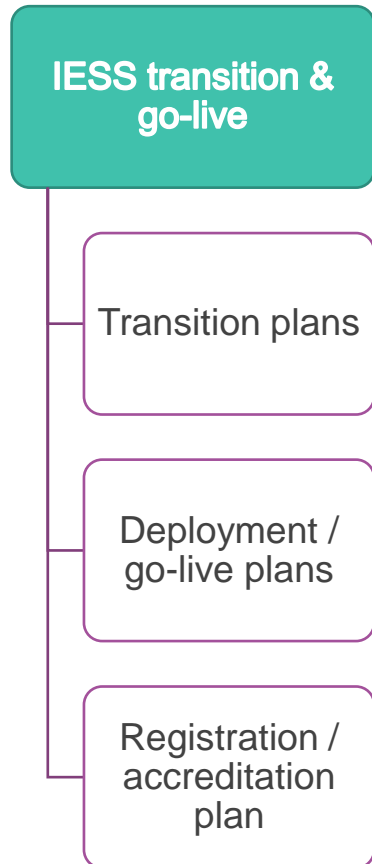 IESS transition &
go-live
Transition plans
Deployment /
go-live plans
Registration /
accreditation
plan